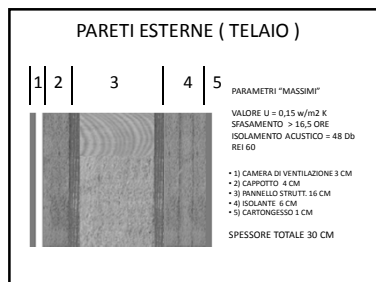 PARETI ESTERNE ( TELAIO )
1 2 3 4 5
PARAMETRI “MASSIMI”
VALORE U = 0,15 w/m2 K
SFASAMENTO > 16,5 ORE
ISOLAMENTO ACUSTICO = 48 Db
REI 60
• 1) CAMERA DI VENTILAZIONE 3 CM
• 2) CAPPOTTO 4 CM
• 3) PANNELLO STRUTT. 16 CM
• 4) ISOLANTE 6 CM
• 5) CARTONGESSO 1 CM
SPESSORE TOTALE 30 CM